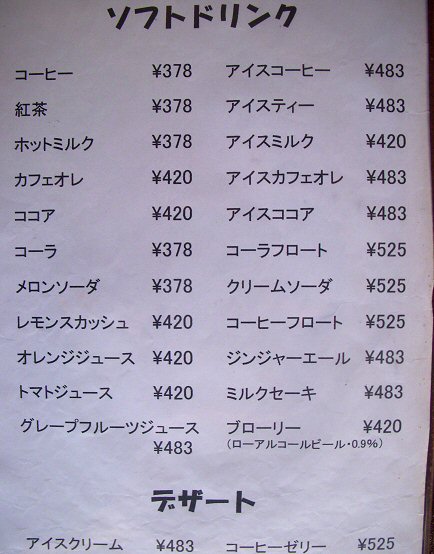 ソフトドリンク
コーヒー ¥378 アイスコーヒー ¥483
紅茶 ¥378 アイスティー ¥483
ホットミルク ¥378 アイスミルク ¥420
カフェオレ ¥420 アイスカフェオレ ¥483
ココア ¥420 アイスココア ¥483
コーラ ¥378 コーラフロート ¥525
メロンソーダ ¥378 クリームソーダ ¥525
レモンスカッシュ ¥420 コーヒーフロート ¥525
オレンジジュース ¥420 ジンジャーエール ¥483
トマトジュース ¥420 ミルクセーキ ¥483
グレープフルーツジュース ブローリー ¥420
¥483 (ローアルコールビール・0.9%)
デザート
アイスクリーム ¥483 コーヒーゼリー ¥525